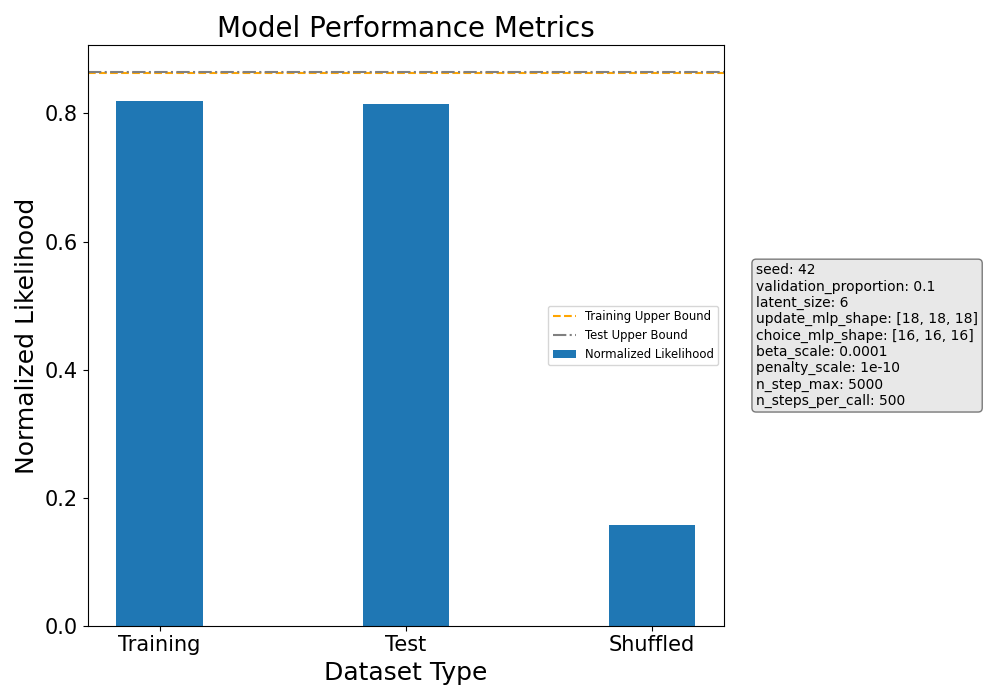 Model Performance Metrics
Normalized Likelihood
0.8
0.6
0.4
0.2
0.0
Training Upper Bound
Test Upper Bound
Normalized Likelihood
Training
Test
Shuffled
Dataset Type
seed: 42
validation_proportion: 0.1
latent_size: 6
update_mlp_shape: [18, 18, 18]
choice_mlp_shape: [16, 16, 16]
beta_scale: 0.0001
penalty_scale: 1e-10
n_step_max: 5000
n_steps_per_call: 500